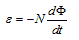 ε = −N dΦ/dt